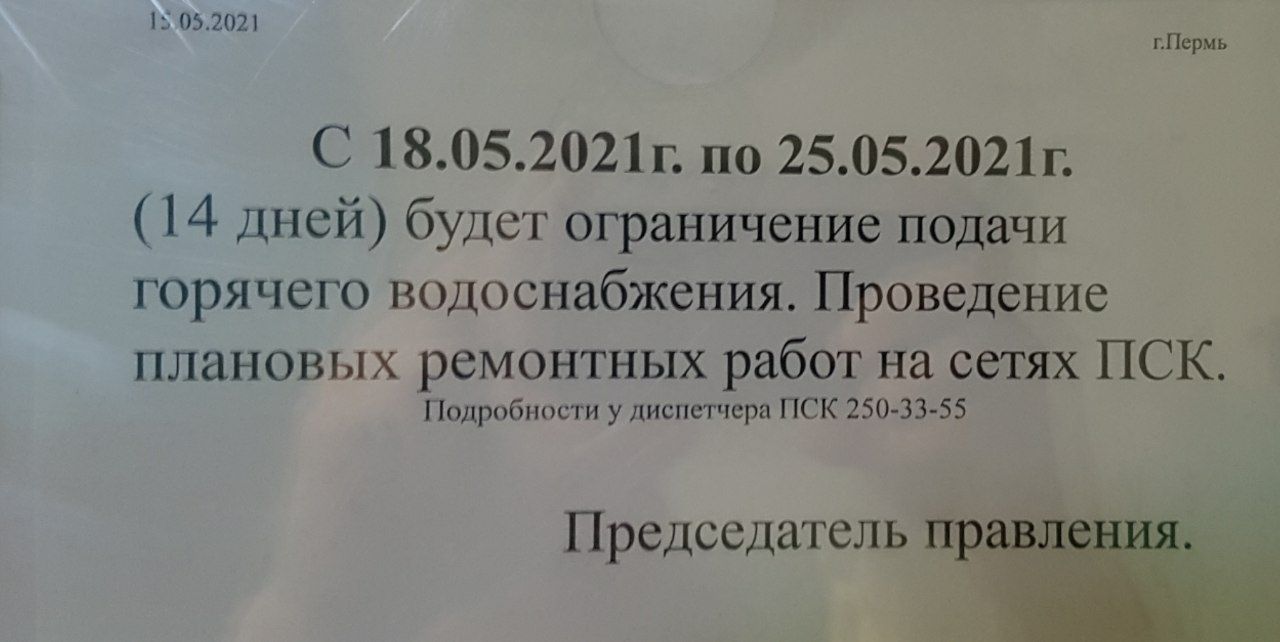 15.05.2021
г.Пермь
С 18.05.2021г. по 25.05.2021г.
(14 дней) будет ограничение подачи
горячего водоснабжения. Проведение
плановых ремонтных работ на сетях ПСК.
Подробности у диспетчера ПСК 250-33-55
Председатель правления.